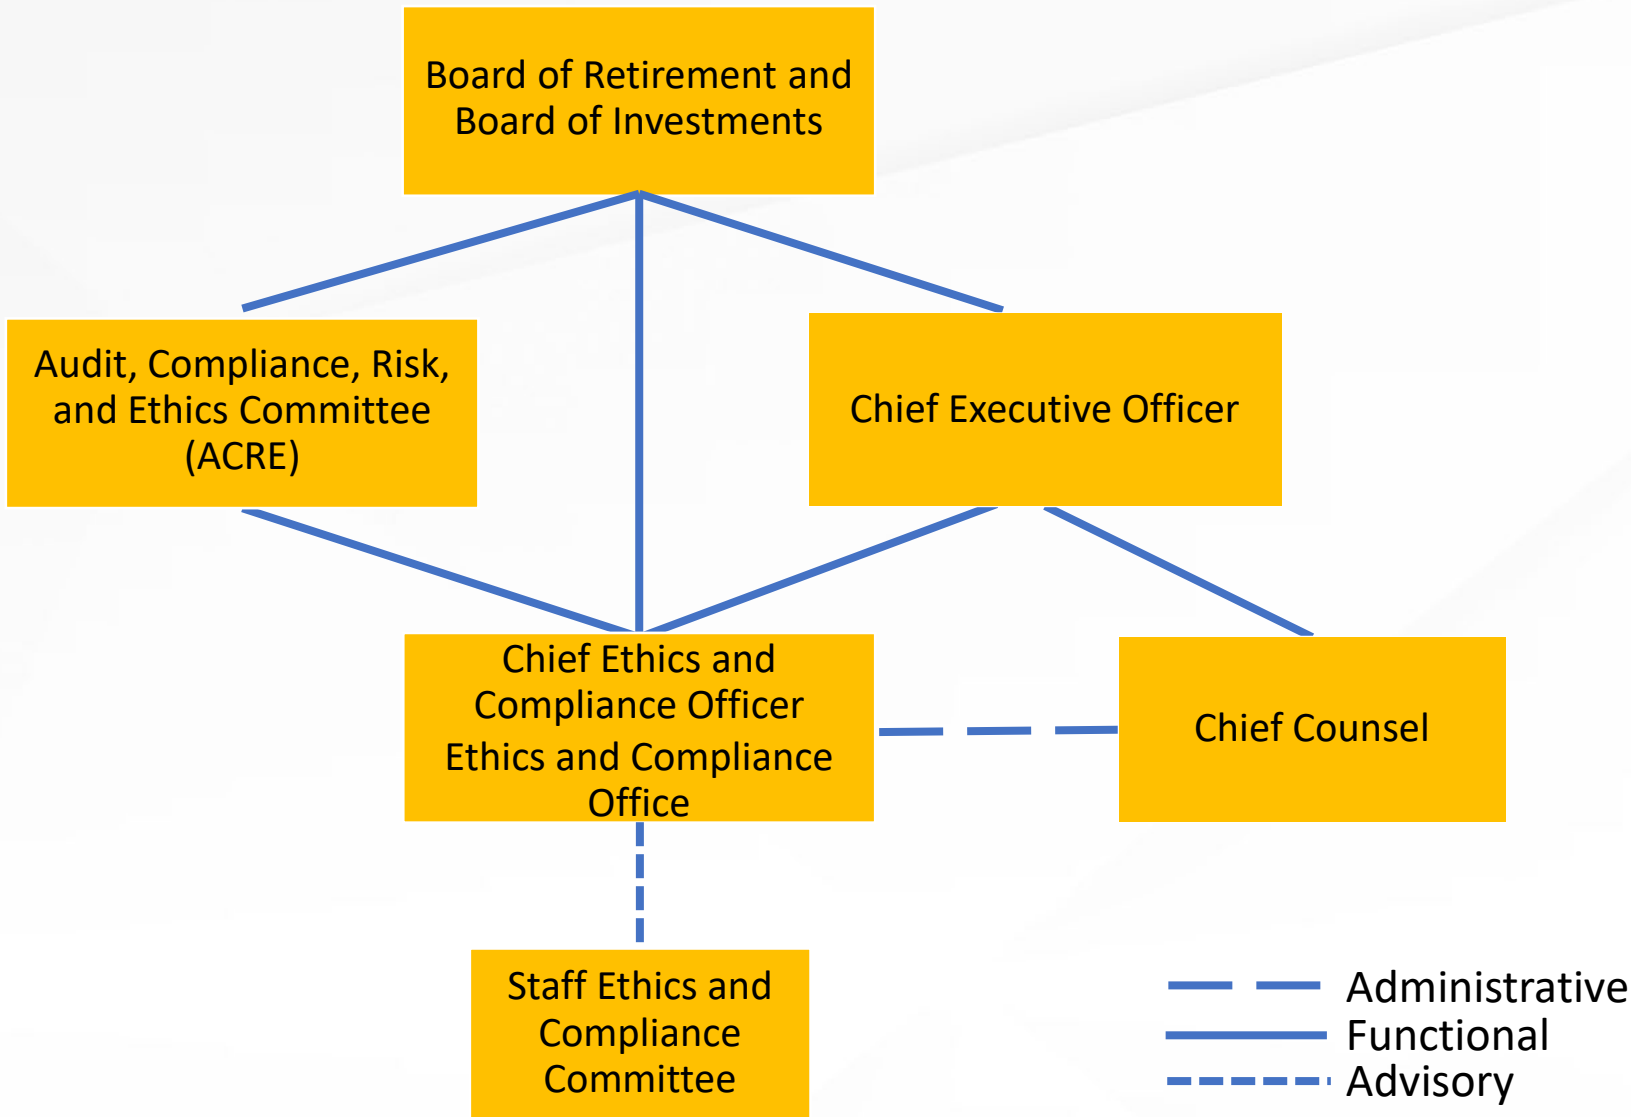 Board of Retirement and
Board of Investments
Audit, Compliance, Risk,
and Ethics Committee
(ACRE)
Chief Executive Officer
Chief Ethics and
Compliance Officer
Ethics and Compliance
Office
Chief Counsel
Staff Ethics and
Compliance
Committee
Administrative
Functional
Advisory